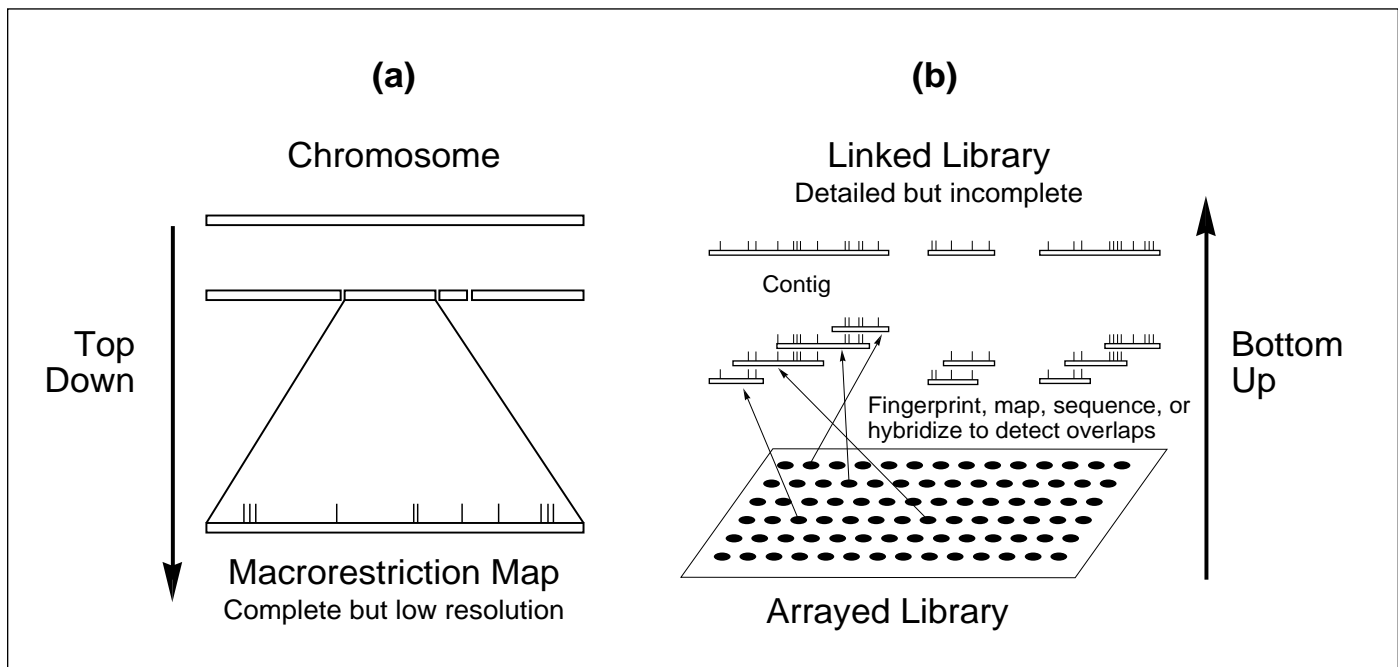 (a)
Chromosome
Top
Down
Macrorestriction Map
Complete but low resolution
(b)
Linked Library
Detailed but incomplete
Contig
Fingerprint, map, sequence, or
hybridize to detect overlaps
Arrayed Library
Bottom
Up